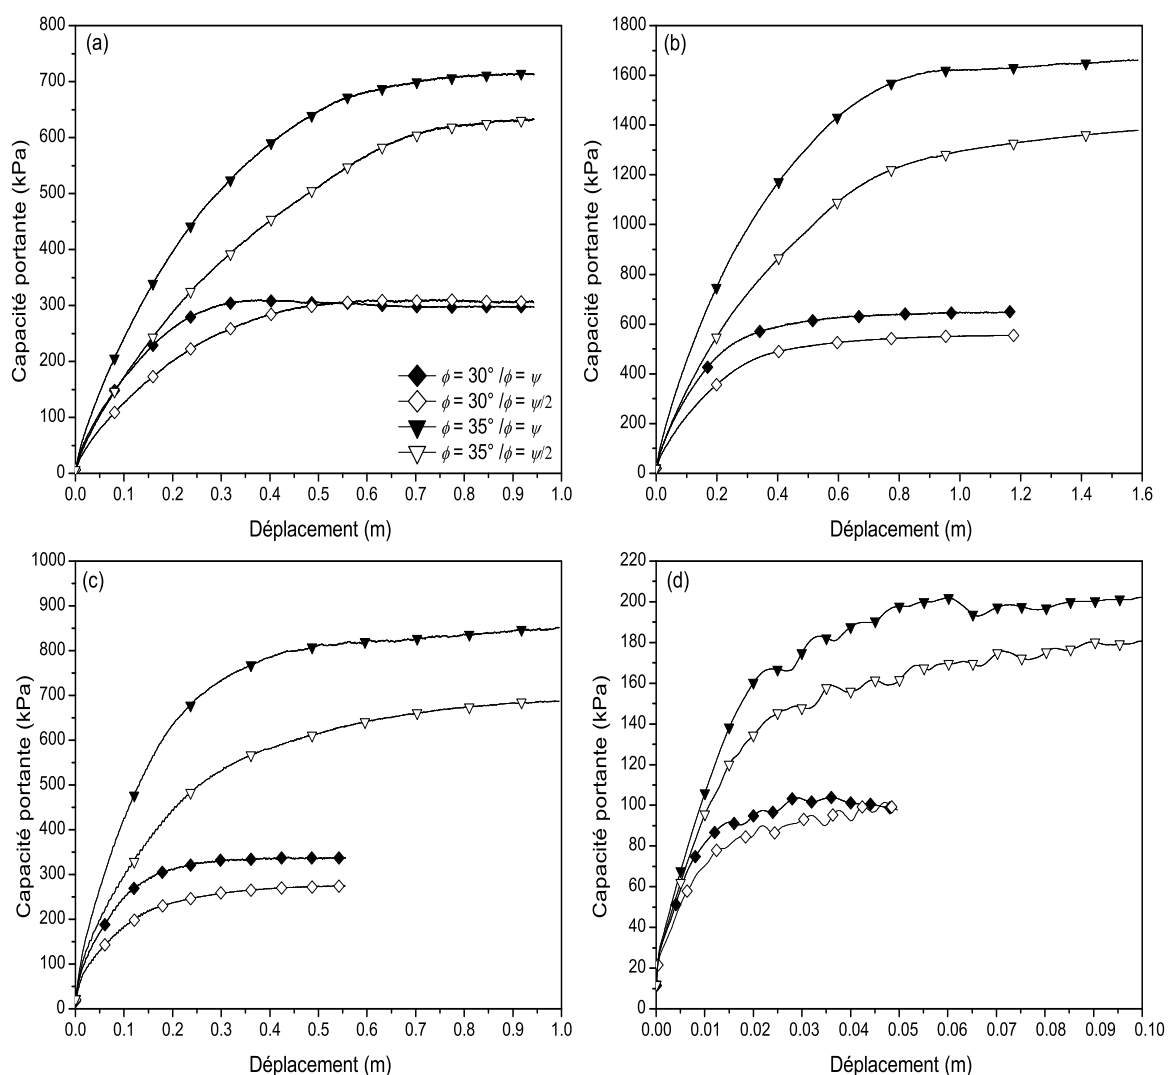 (a)
Capacité portante (kPa)
800
700
600
500
400
300
200
100
0
ϕ = 30° /ϕ = ψ
ϕ = 30° /ϕ = ψ/2
ϕ = 35° /ϕ = ψ
ϕ = 35° /ϕ = ψ/2
0.0 0.1 0.2 0.3 0.4 0.5 0.6 0.7 0.8 0.9 1.0
Déplacement (m)
(b)
Capacité portante (kPa)
1800
1600
1400
1200
1000
800
600
400
200
0
0.0 0.2 0.4 0.6 0.8 1.0 1.2 1.4 1.6
Déplacement (m)
(c)
Capacité portante (kPa)
1000
900
800
700
600
500
400
300
200
100
0
0.0 0.1 0.2 0.3 0.4 0.5 0.6 0.7 0.8 0.9 1.0
Déplacement (m)
(d)
Capacité portante (kPa)
220
200
180
160
140
120
100
80
60
40
20
0
0.00 0.01 0.02 0.03 0.04 0.05 0.06 0.07 0.08 0.09 0.10
Déplacement (m)